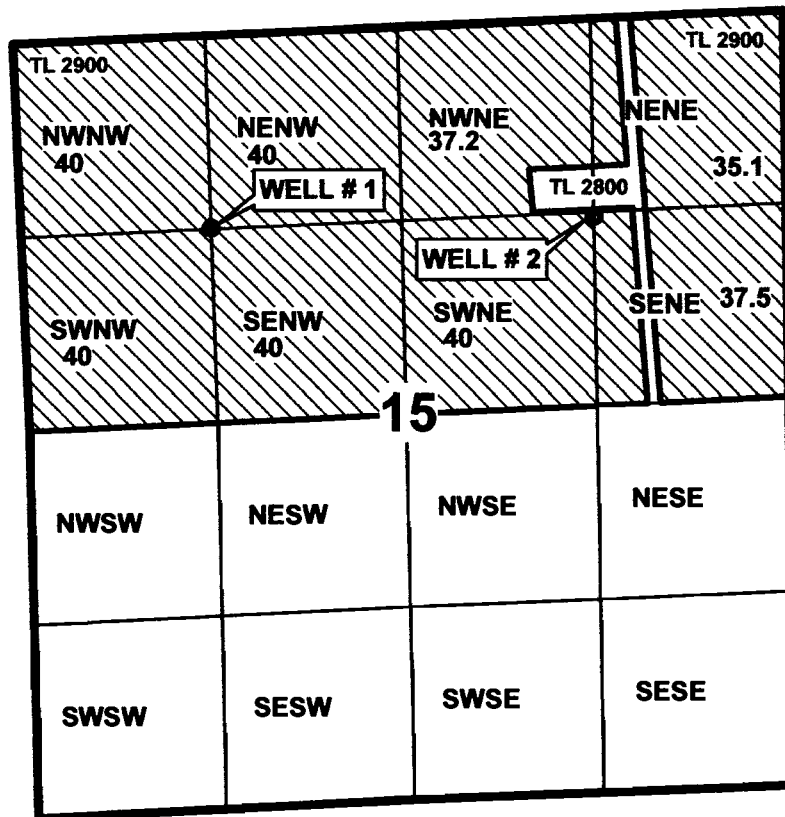 TL 2900
TL 2900
NWNW
40
NENW
40
NWNE
37.2
NENE
35.1
WELL # 1
TL 2800
WELL # 2
SWNW
40
SENW
40
SWNE
40
SENE 37.5
15
NWSW
NESW
NWSE
NESE
SWSW
SESW
SWSE
SESE